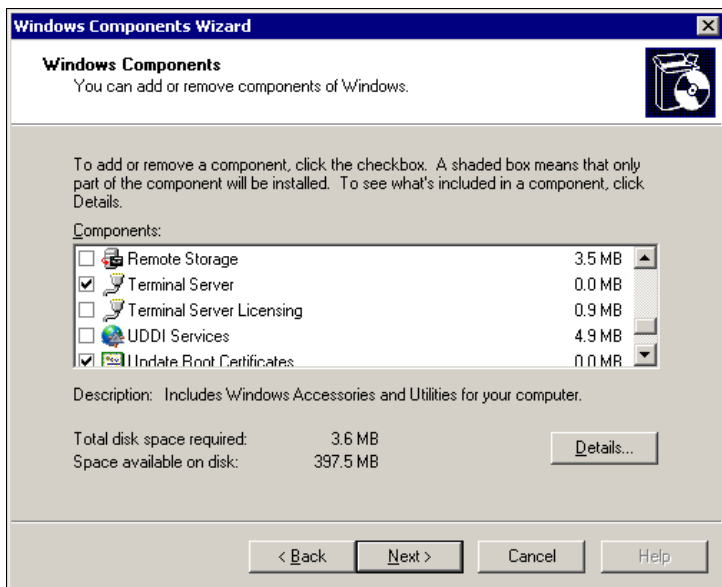 Windows Components Wizard
Windows Components
You can add or remove components of Windows.
To add or remove a component, click the checkbox. A shaded box means that only
part of the component will be installed. To see what's included in a component, click
Details.
Components:
Remote Storage 3.5 MB
Terminal Server 0.0 MB
Terminal Server Licensing 0.9 MB
UDDI Services 4.9 MB
Update Root Certificates 0.0 MB
Description: Includes Windows Accessories and Utilities for your computer.
Total disk space required: 3.6 MB
Space available on disk: 397.5 MB
Details...
< Back Next > Cancel Help